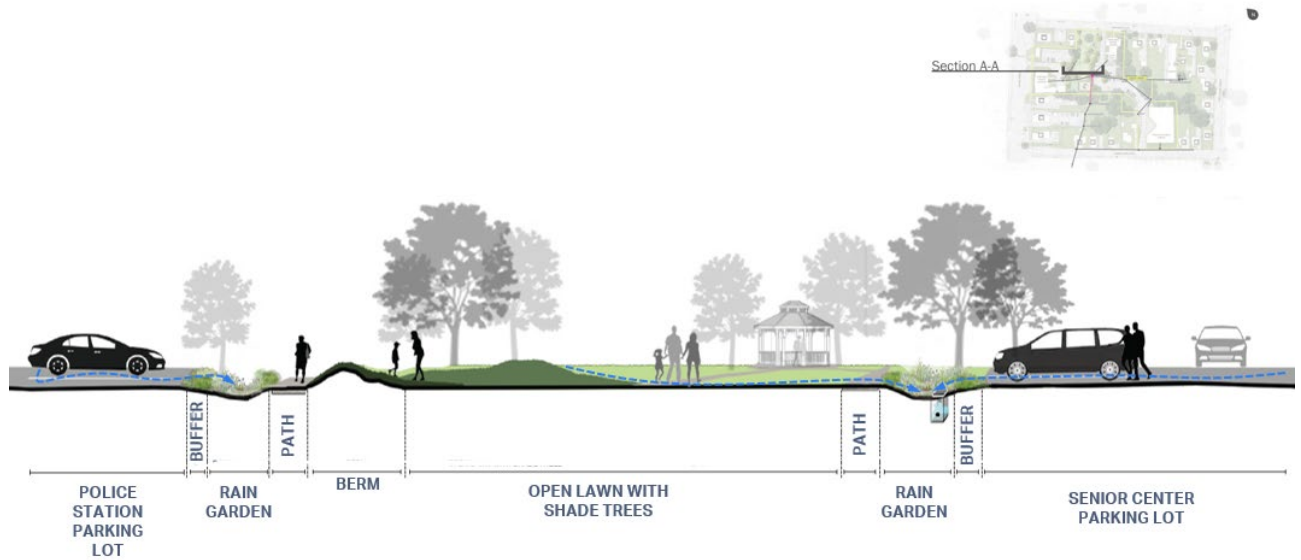 Section A-A
BUFFER
PATH
PATH
BUFFER
POLICE
STATION
PARKING
LOT
RAIN
GARDEN
BERM
OPEN LAWN WITH
SHADE TREES
RAIN
GARDEN
SENIOR CENTER
PARKING LOT